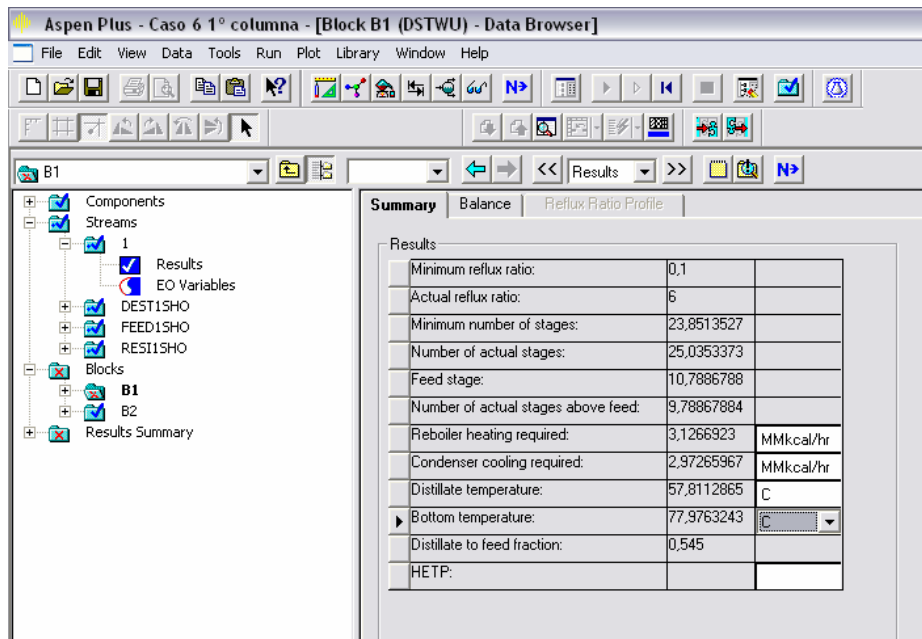 Aspen Plus - Caso 6 1º columna - [Block B1 (DSTWU) - Data Browser]
File Edit View Data Tools Run Plot Library Window Help
N
B1
<< Results >> N
Components
Streams
1
Results
EO Variables
DEST1SHO
FEED1SHO
RESI1SHO
Blocks
B1
B2
Results Summary
Summary Balance Reflux Ratio Profile
Results
Minimum reflux ratio: 0,1
Actual reflux ratio: 6
Minimum number of stages: 23,8513527
Number of actual stages: 25,0353373
Feed stage: 10,7886788
Number of actual stages above feed: 9,78867884
Reboiler heating required: 3,1266923 MMkcal/hr
Condenser cooling required: 2,97265967 MMkcal/hr
Distillate temperature: 57,8112865 C
Bottom temperature: 77,9763243 C
Distillate to feed fraction: 0,545
HETP: